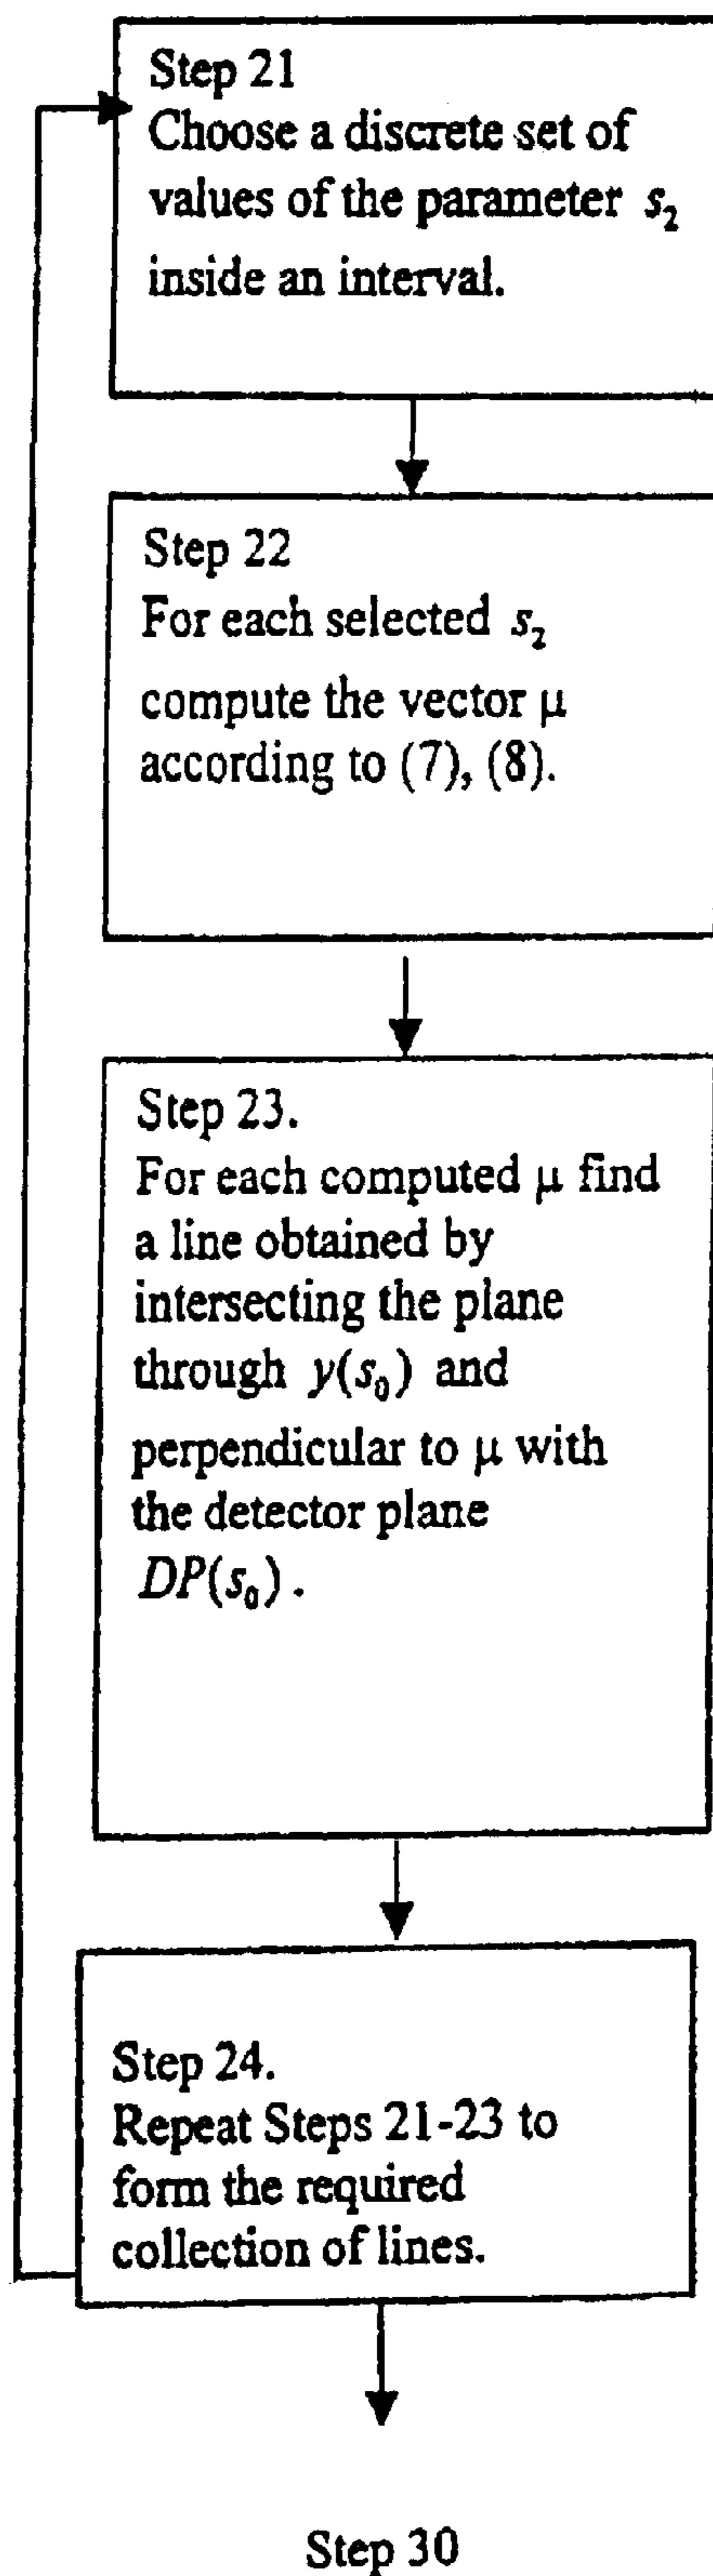 Step 21
Choose a discrete set of
values of the parameter s₂
inside an interval.
Step 22
For each selected s₂
compute the vector μ
according to (7), (8).
Step 23.
For each computed μ find
a line obtained by
intersecting the plane
through y(s₀) and
perpendicular to μ with
the detector plane
DP(s₀).
Step 24.
Repeat Steps 21-23 to
form the required
collection of lines.
Step 30